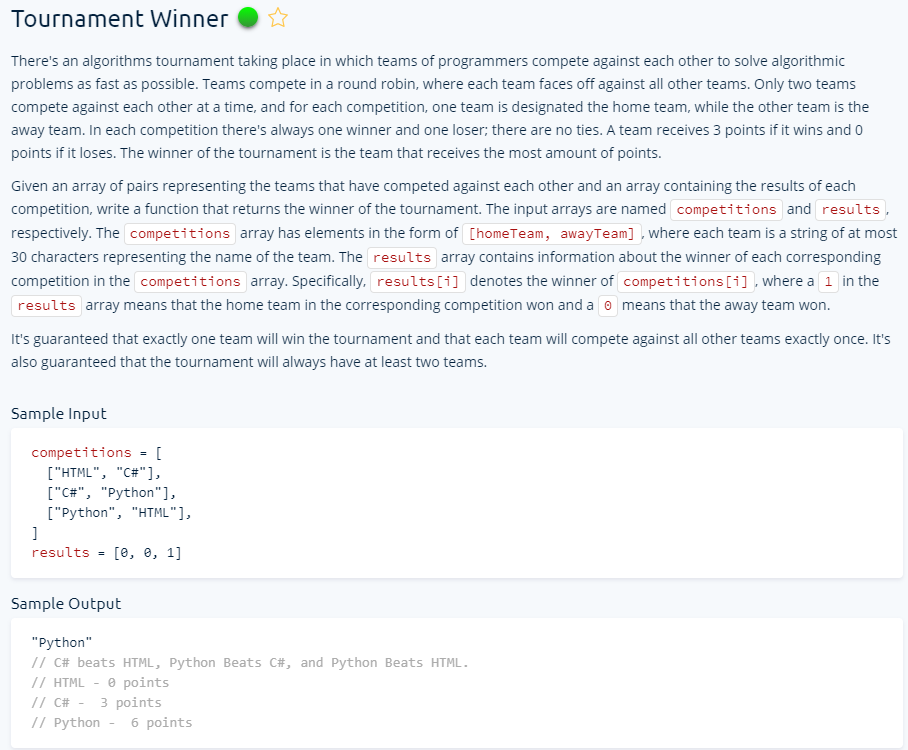 Tournament Winner
There's an algorithms tournament taking place in which teams of programmers compete against each other to solve algorithmic
problems as fast as possible. Teams compete in a round robin, where each team faces off against all other teams. Only two teams
compete against each other at a time, and for each competition, one team is designated the home team, while the other team is the
away team. In each competition there's always one winner and one loser; there are no ties. A team receives 3 points if it wins and 0
points if it loses. The winner of the tournament is the team that receives the most amount of points.
Given an array of pairs representing the teams that have competed against each other and an array containing the results of each
competition, write a function that returns the winner of the tournament. The input arrays are named competitions and results,
respectively. The competitions array has elements in the form of [homeTeam, awayTeam], where each team is a string of at most
30 characters representing the name of the team. The results array contains information about the winner of each corresponding
competition in the competitions array. Specifically, results[i] denotes the winner of competitions[i], where a 1 in the
results array means that the home team in the corresponding competition won and a 0 means that the away team won.
It's guaranteed that exactly one team will win the tournament and that each team will compete against all other teams exactly once. It's
also guaranteed that the tournament will always have at least two teams.
Sample Input
competitions = [
  ["HTML", "C#"],
  ["C#", "Python"],
  ["Python", "HTML"],
]
results = [0, 0, 1]
Sample Output
"Python"
// C# beats HTML, Python Beats C#, and Python Beats HTML.
// HTML - 0 points
// C# -  3 points
// Python -  6 points